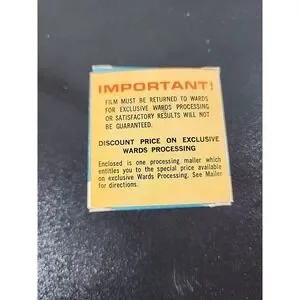 IMPORTANT!
FILM MUST BE RETURNED TO WARDS
FOR EXCLUSIVE WARDS PROCESSING
OR SATISFACTORY RESULTS WILL NOT
BE GUARANTEED.
DISCOUNT PRICE ON EXCLUSIVE
WARDS PROCESSING
Enclosed is one processing mailer which
entitles you to the special price available
on exclusive Wards Processing. See Mailer
for directions.